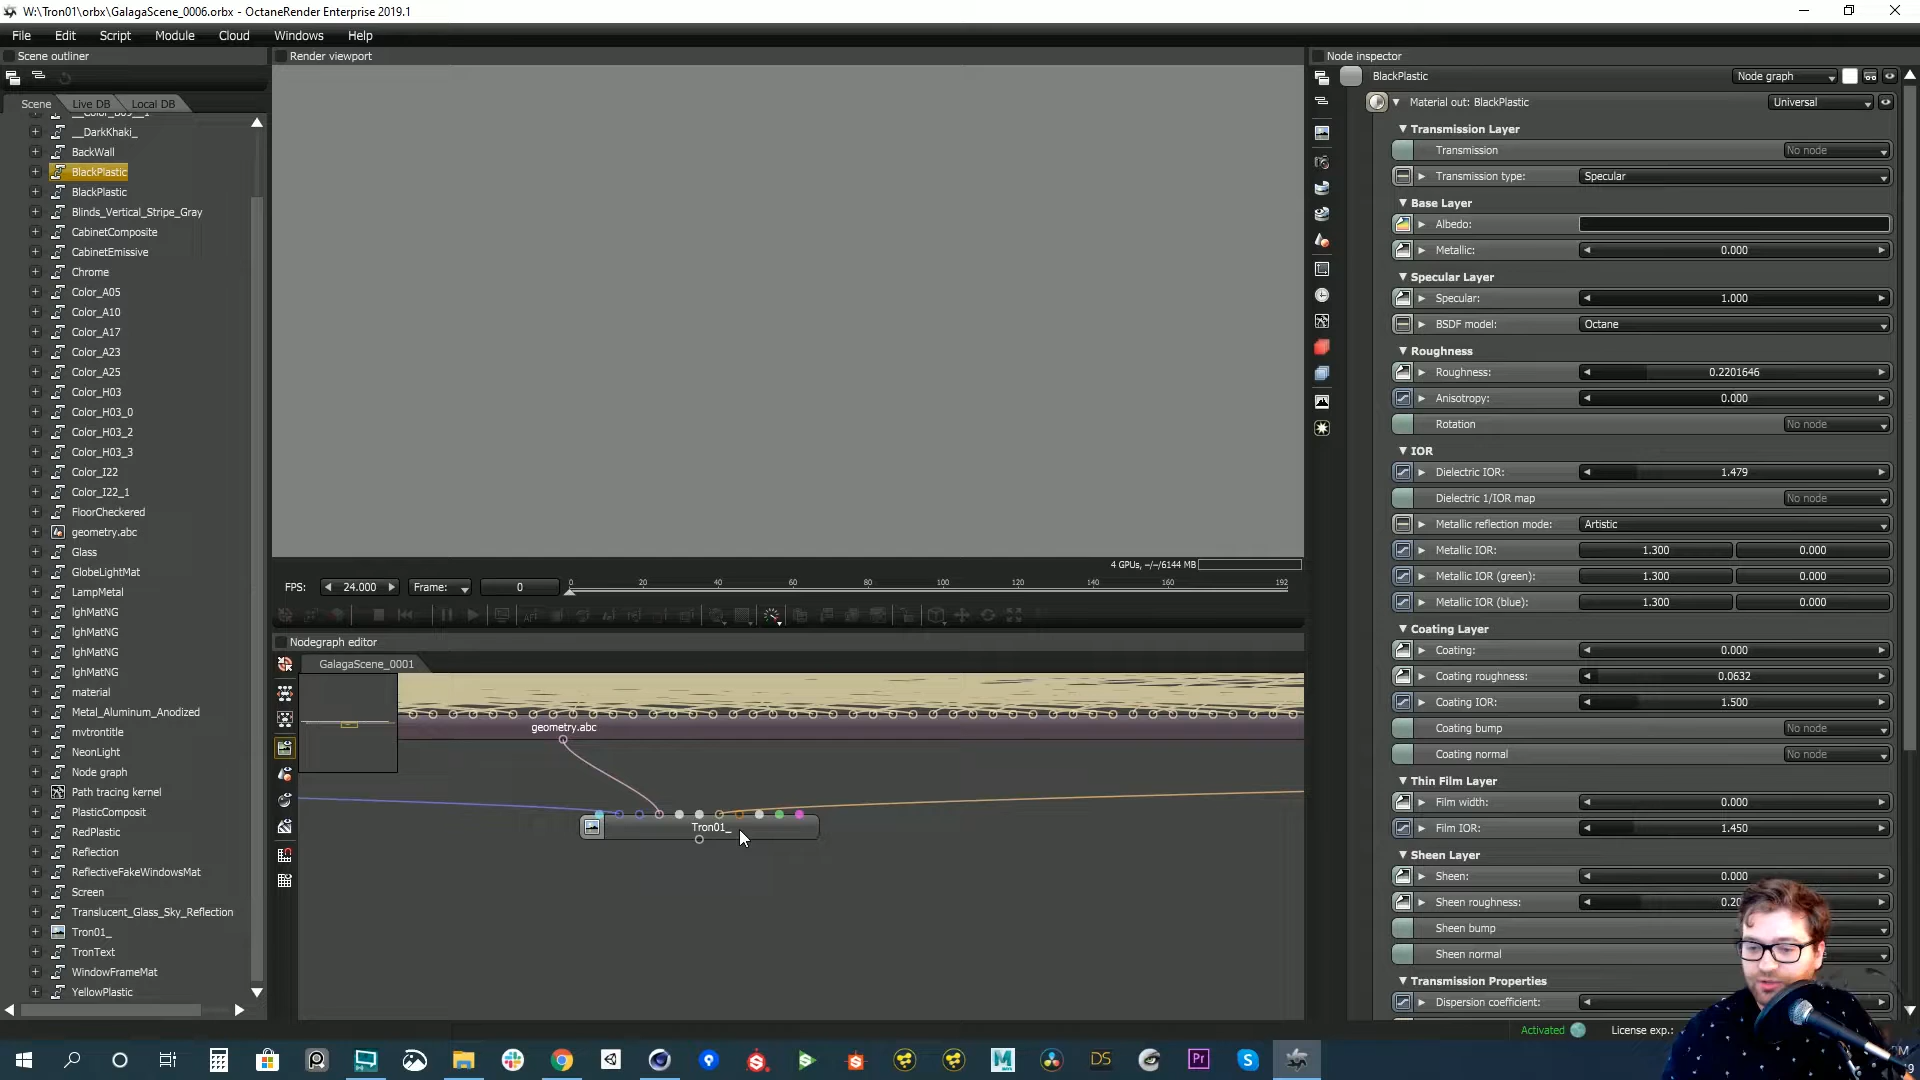 W:\Tron01\orbx\GalagaScene_0006.orbx - OctaneRender Enterprise 2019.1
File Edit Script Module Cloud Windows Help
Scene outliner
Scene Live DB Local DB
__DarkKhaki_
BackWall
BlackPlastic
BlackPlastic
Blinds_Vertical_Stripe_Gray
CabinetComposite
CabinetEmissive
Chrome
Color_A05
Color_A10
Color_A17
Color_A23
Color_A25
Color_H03
Color_H03_0
Color_H03_2
Color_H03_3
Color_I22
Color_I22_1
FloorCheckered
geometry.abc
Glass
GlobeLightMat
LampMetal
lghMatNG
lghMatNG
lghMatNG
lghMatNG
material
Metal_Aluminum_Anodized
mvtrontitle
NeonLight
Node graph
Path tracing kernel
PlasticComposit
RedPlastic
Reflection
ReflectiveFakeWindowsMat
Screen
Translucent_Glass_Sky_Reflection
Tron01_
TronText
WindowFrameMat
YellowPlastic
Render viewport
4 GPUs, -/-/6144 MB
FPS: 24.000 Frame: 0
0 20 40 60 80 100 120 140 160 192
Nodegraph editor
GalagaScene_0001
geometry.abc
Tron01_
Node inspector
BlackPlastic Node graph
Material out: BlackPlastic Universal
Transmission Layer
Transmission No node
Transmission type: Specular
Base Layer
Albedo:
Metallic: 0.000
Specular Layer
Specular: 1.000
BSDF model: Octane
Roughness
Roughness: 0.2201646
Anisotropy: 0.000
Rotation No node
IOR
Dielectric IOR: 1.479
Dielectric 1/IOR map No node
Metallic reflection mode: Artistic
Metallic IOR: 1.300 0.000
Metallic IOR (green): 1.300 0.000
Metallic IOR (blue): 1.300 0.000
Coating Layer
Coating: 0.000
Coating roughness: 0.0632
Coating IOR: 1.500
Coating bump No node
Coating normal No node
Thin Film Layer
Film width: 0.000
Film IOR: 1.450
Sheen Layer
Sheen: 0.000
Sheen roughness:
Sheen bump
Sheen normal
Transmission Properties
Dispersion coefficient:
Activated License exp.:
DS Pr